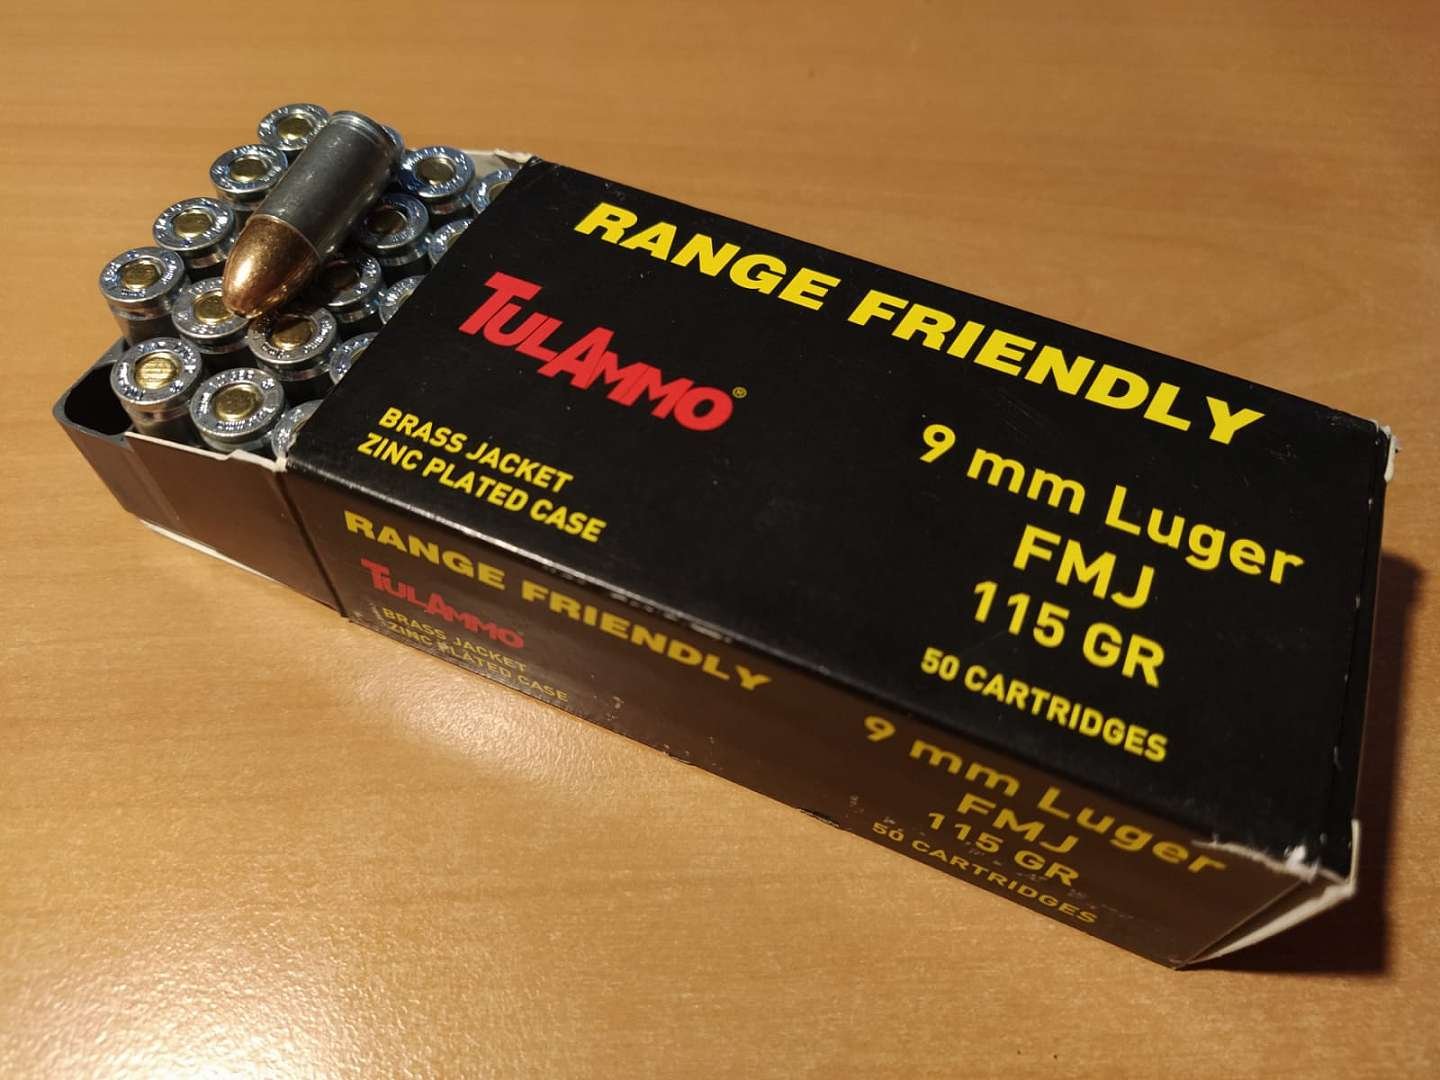 RANGE FRIENDLY
TULAMMO®
BRASS JACKET
ZINC PLATED CASE
9 mm Luger
FMJ
115 GR
50 CARTRIDGES
RANGE FRIENDLY
TULAMMO
BRASS JACKET
ZINC PLATED CASE
9 mm Luger
FMJ
115 GR
50 CARTRIDGES